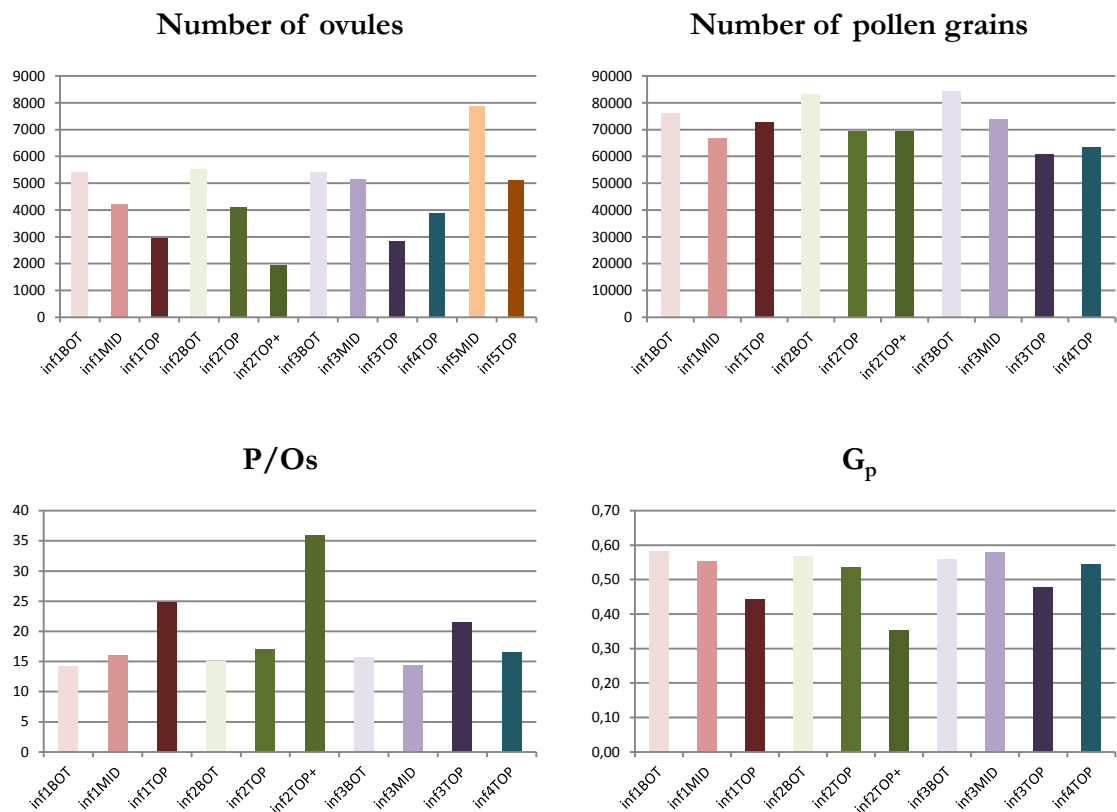 Number of ovules
9000
8000
7000
6000
5000
4000
3000
2000
1000
0
inf1BOT
inf1MID
inf1TOP
inf2BOT
inf2TOP
inf2TOP+
inf3BOT
inf3MID
inf3TOP
inf4TOP
inf5MID
inf5TOP
Number of pollen grains
90000
80000
70000
60000
50000
40000
30000
20000
10000
0
inf1BOT
inf1MID
inf1TOP
inf2BOT
inf2TOP
inf2TOP+
inf3BOT
inf3MID
inf3TOP
inf4TOP
P/Os
40
35
30
25
20
15
10
5
0
inf1BOT
inf1MID
inf1TOP
inf2BOT
inf2TOP
inf2TOP+
inf3BOT
inf3MID
inf3TOP
inf4TOP
Gp
0,70
0,60
0,50
0,40
0,30
0,20
0,10
0,00
inf1BOT
inf1MID
inf1TOP
inf2BOT
inf2TOP
inf2TOP+
inf3BOT
inf3MID
inf3TOP
inf4TOP